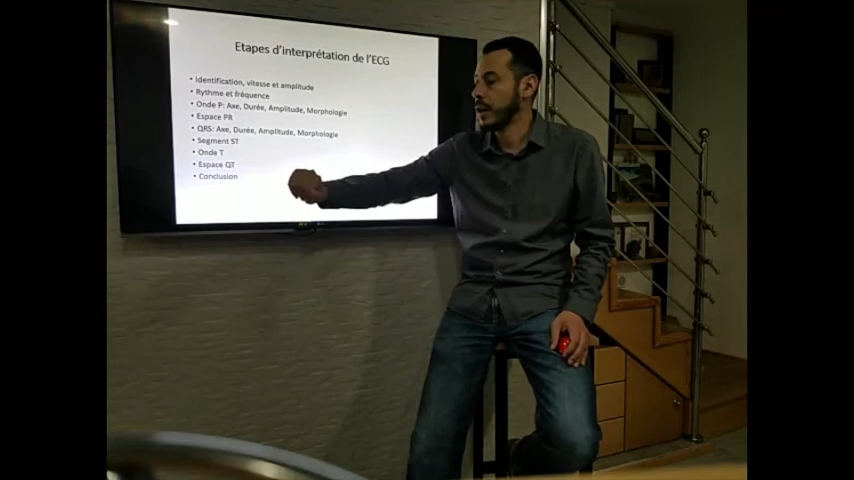 Etapes d'interprétation de l'ECG
• Identification, vitesse et amplitude
• Rythme et fréquence
• Onde P: Axe, Durée, Amplitude, Morphologie
• Espace PR
• QRS: Axe, Durée, Amplitude, Morphologie
• Segment ST
• Onde T
• Espace QT
• Conclusion